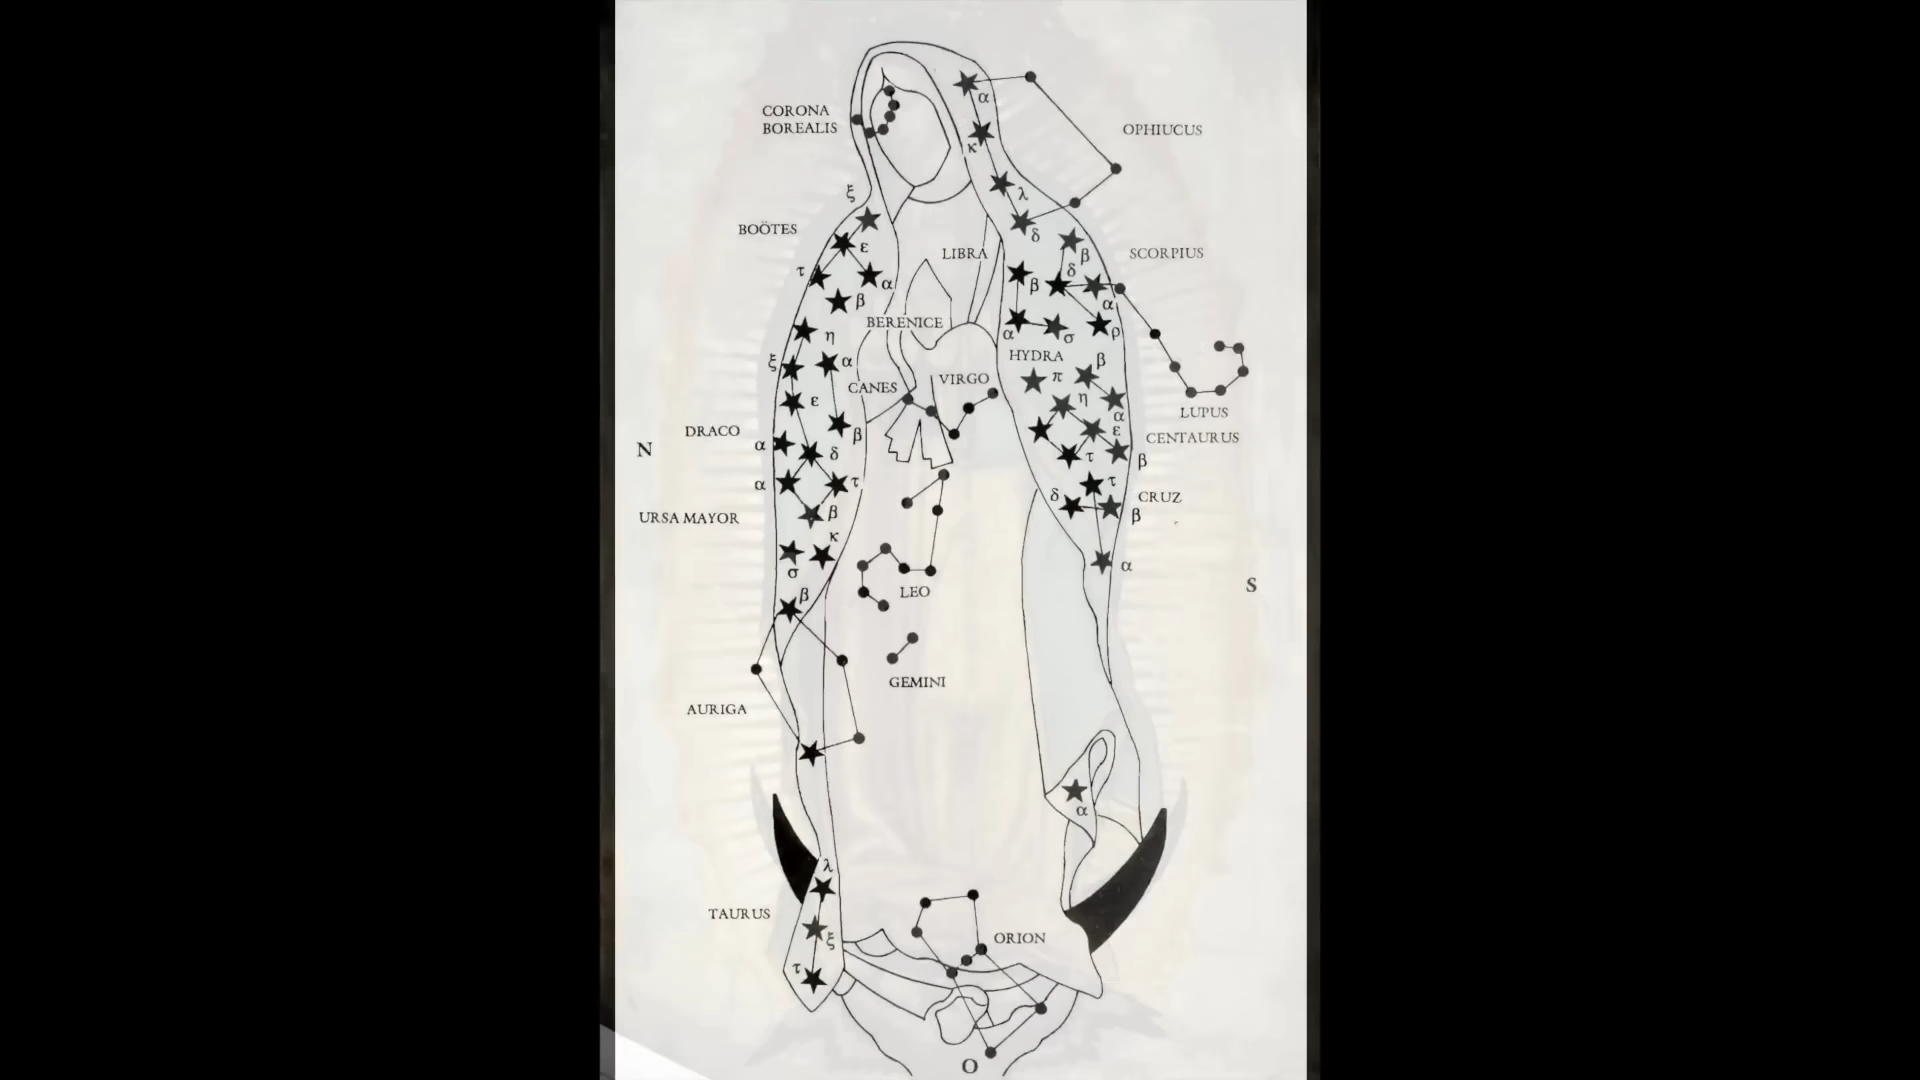 α
CORONA
BOREALIS
OPHIUCUS
κ
ξ
λ
BOÖTES
δ
ε
LIBRA
β
SCORPIUS
τ
δ
α
β
β
α
BERENICE
η
α
σ
ρ
ξ
α
HYDRA
β
CANES
VIRGO
π
ε
η
α
LUPUS
DRACO
β
ε
CENTAURUS
N
α
δ
τ
β
α
τ
τ
δ
CRUZ
URSA MAYOR
β
β
κ
σ
α
S
β
LEO
GEMINI
AURIGA
α
λ
TAURUS
ξ
ORION
τ
O